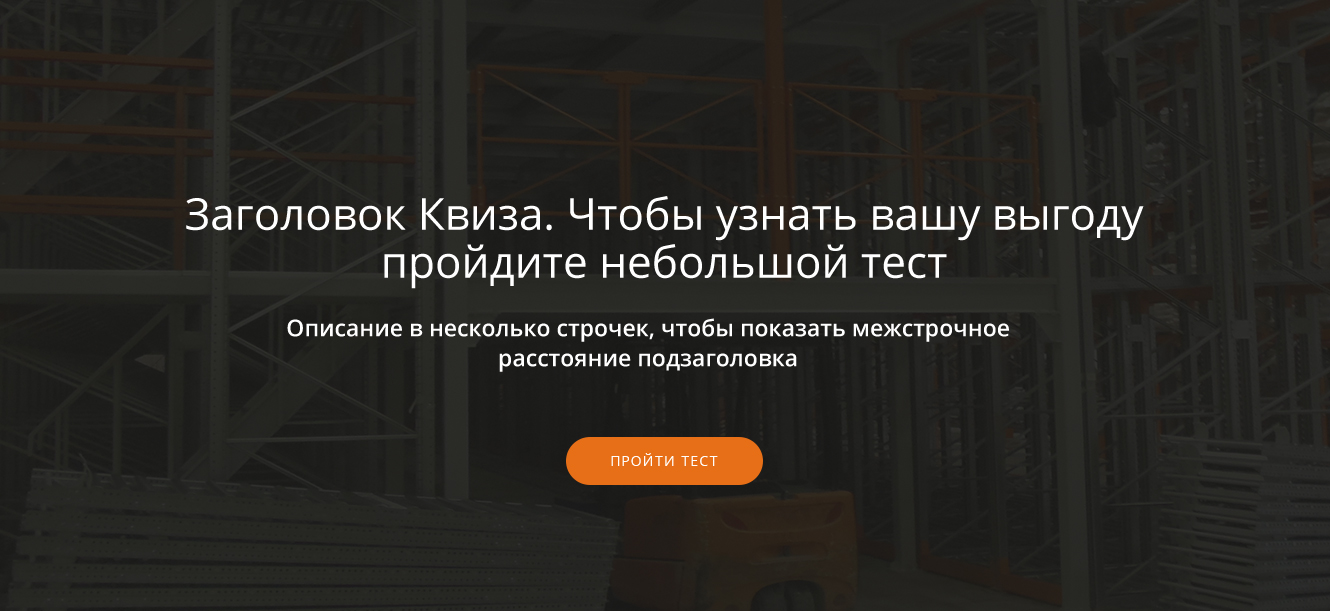 Заголовок Квиза. Чтобы узнать вашу выгоду
пройдите небольшой тест
Описание в несколько строчек, чтобы показать межстрочное
расстояние подзаголовка
ПРОЙТИ ТЕСТ